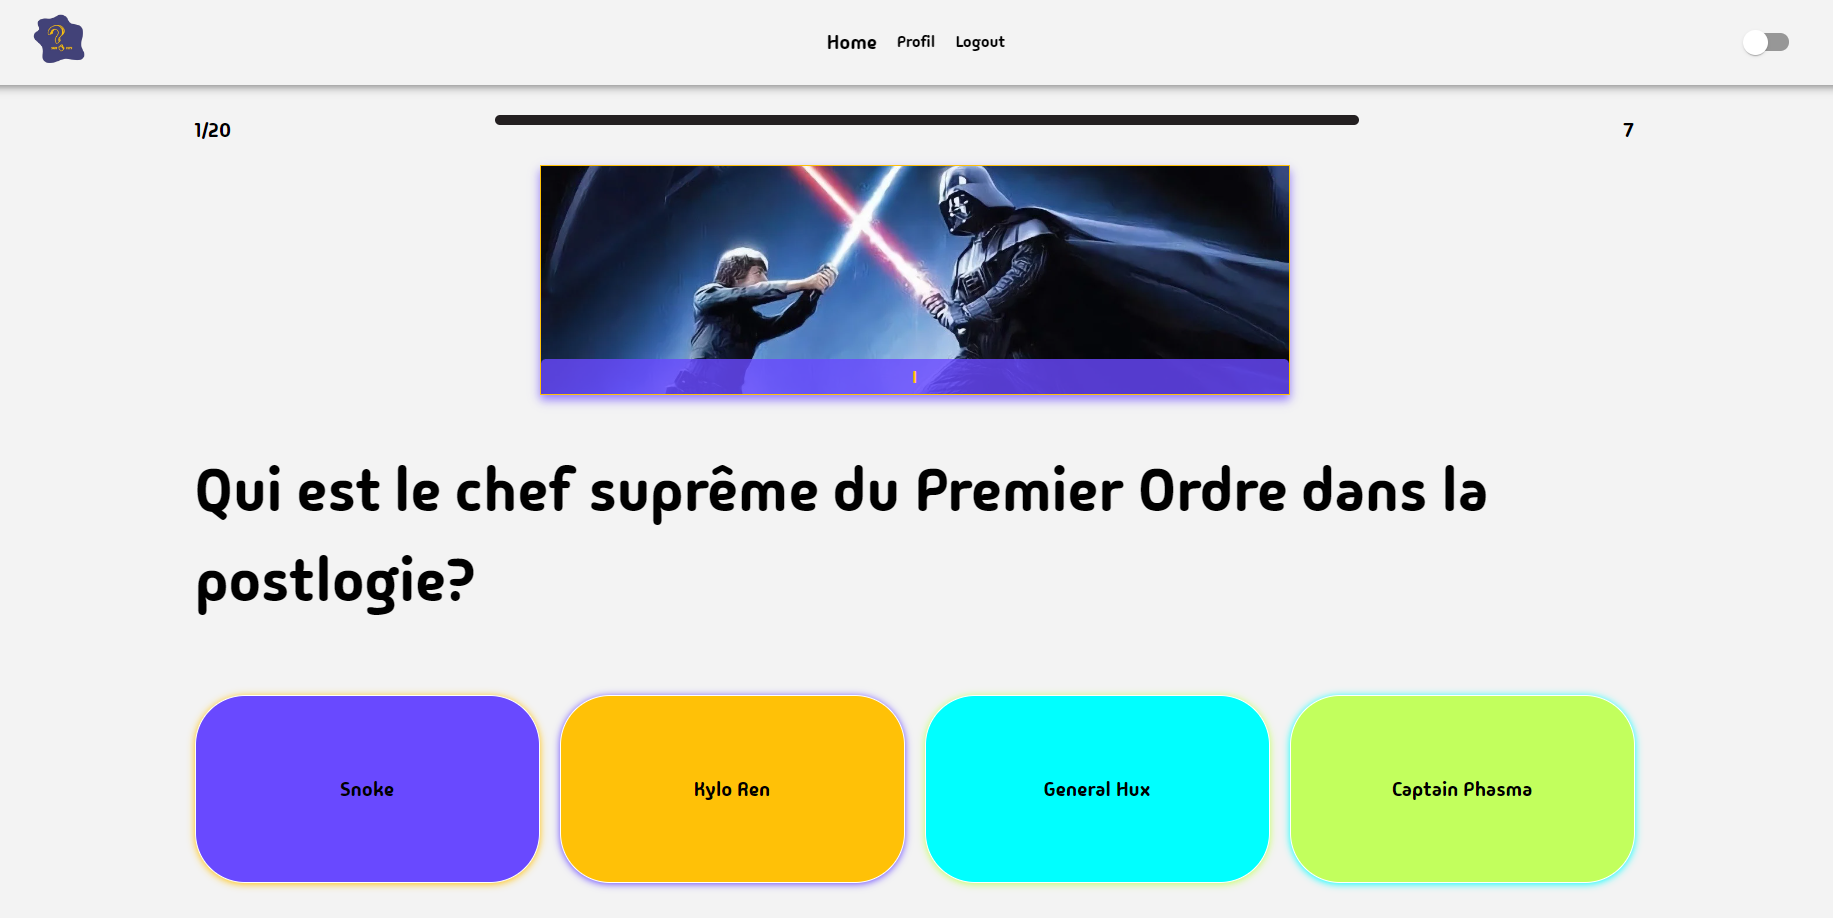 ?
Home Profil Logout
1/20
7
I
Qui est le chef suprême du Premier Ordre dans la
postlogie?
Snoke
Kylo Ren
General Hux
Captain Phasma